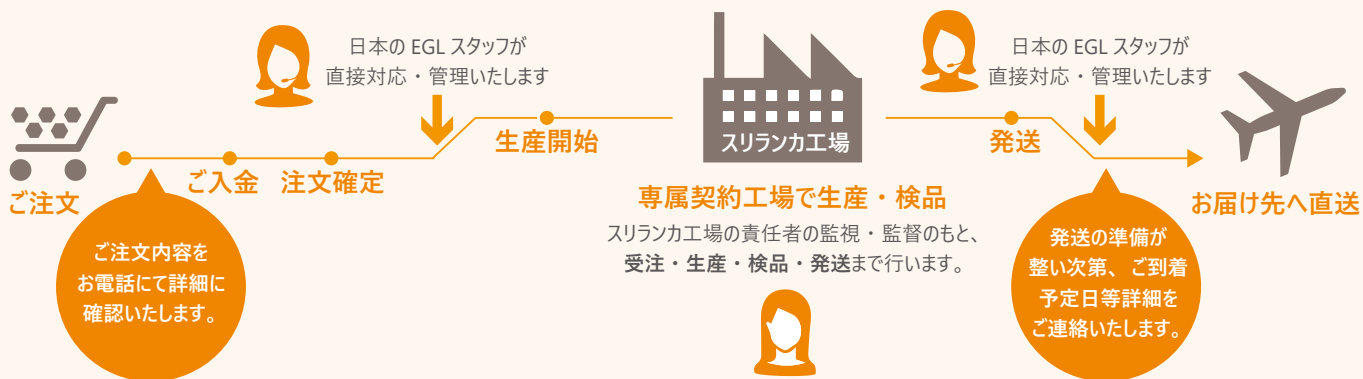 日本の EGL スタッフが
直接対応・管理いたします
ご注文
ご入金
注文確定
ご注文内容を
お電話にて詳細に
確認いたします。
生産開始
スリランカ工場
専属契約工場で生産・検品
スリランカ工場の責任者の監視・監督のもと、
受注・生産・検品・発送まで行います。
日本の EGL スタッフが
直接対応・管理いたします
発送
発送の準備が
整い次第、ご到着
予定日等詳細を
ご連絡いたします。
お届け先へ直送